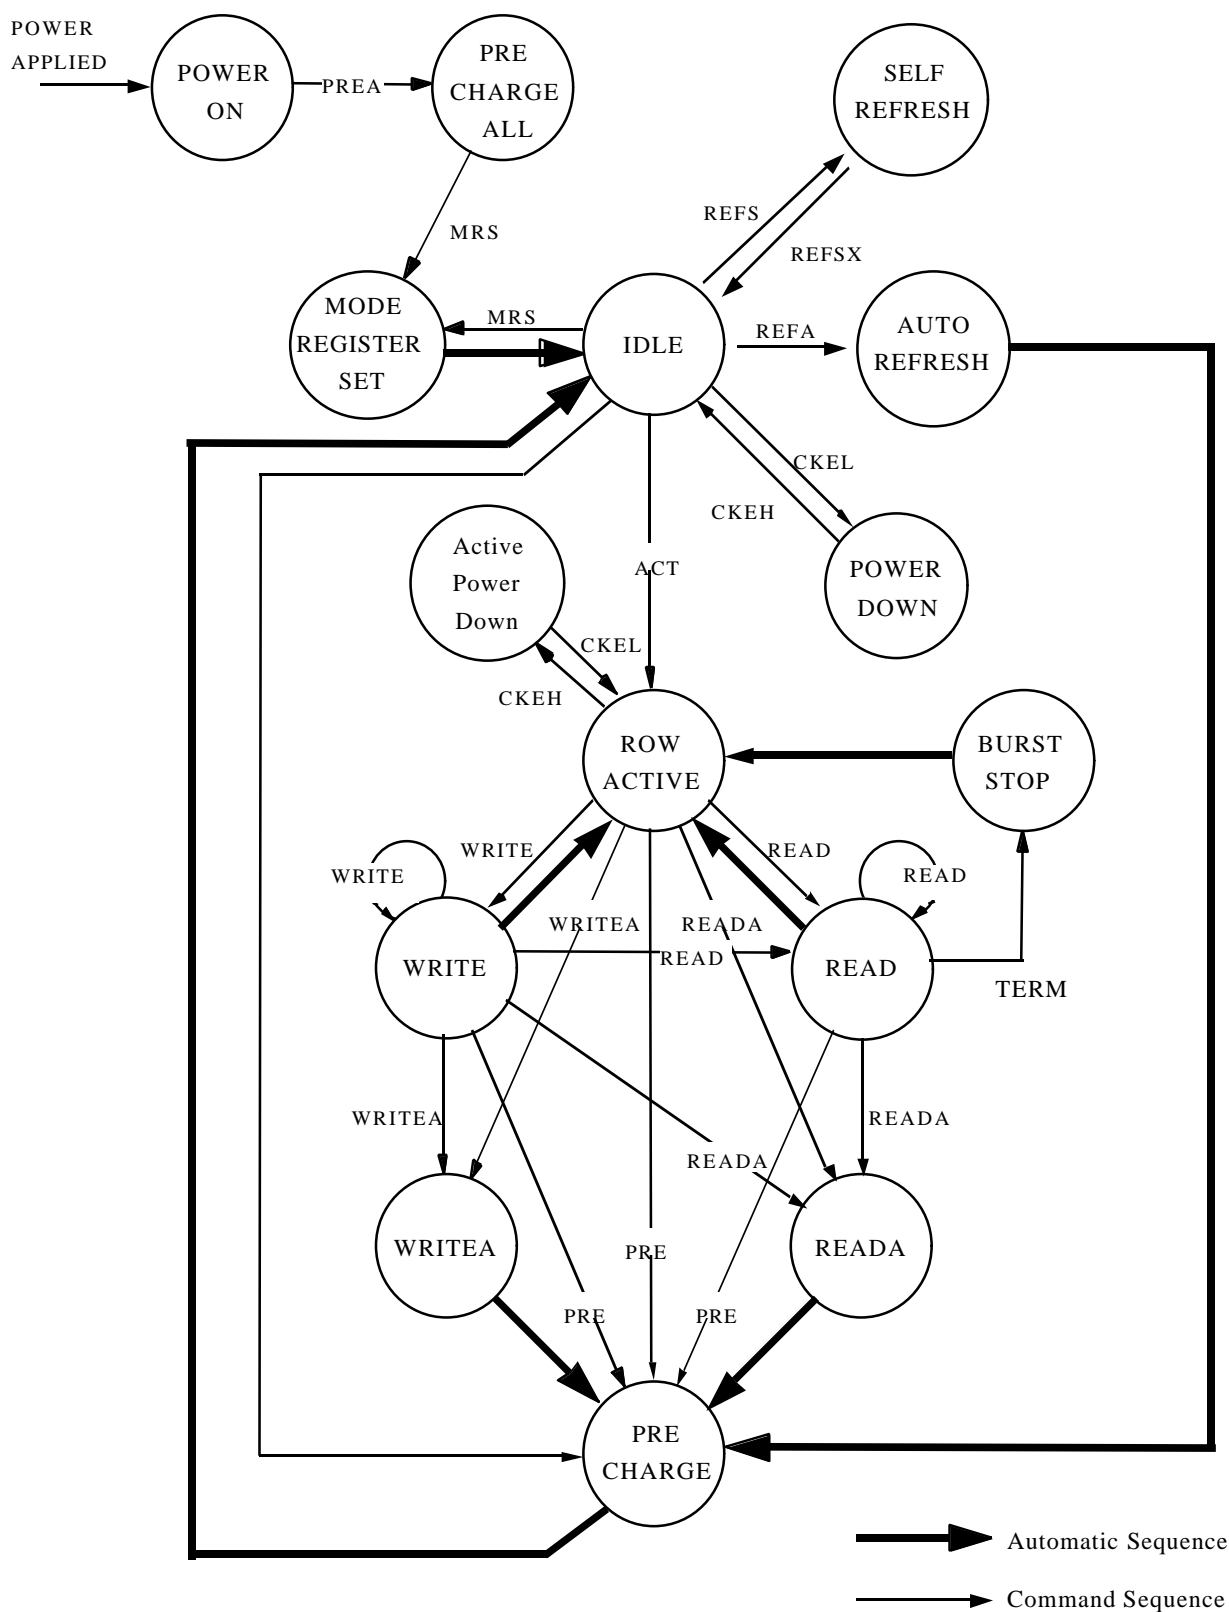 POWER
APPLIED
POWER
ON
PREA
PRE
CHARGE
ALL
SELF
REFRESH
MRS
REFS
REFSX
MODE
REGISTER
SET
MRS
IDLE
REFA
AUTO
REFRESH
CKEL
CKEH
Active
Power
Down
ACT
POWER
DOWN
CKEL
CKEH
ROW
ACTIVE
BURST
STOP
WRITE
READ
WRITE
READ
WRITEA
READA
WRITE
READ
READ
TERM
WRITEA
READA
READA
WRITEA
READA
PRE
PRE
PRE
PRE
CHARGE
Automatic Sequence
Command Sequence